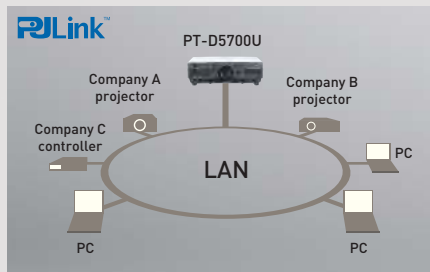 PJLink™
PT-D5700U
Company A
projector
Company B
projector
Company C
controller
LAN
PC
PC
PC